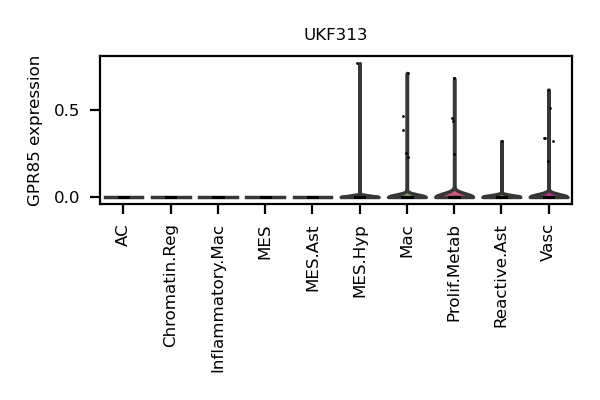 UKF313
GPR85 expression
0.5
0.0
AC
Chromatin.Reg
Inflammatory.Mac
MES
MES.Ast
MES.Hyp
Mac
Prolif.Metab
Reactive.Ast
Vasc